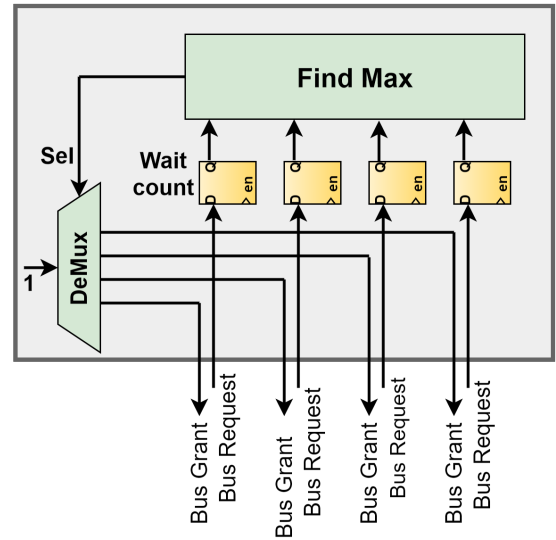 Find Max
Sel
Wait
count
Q
D
> en
Q
D
> en
Q
D
> en
Q
D
> en
1
DeMux
Bus Grant
Bus Request
Bus Grant
Bus Request
Bus Grant
Bus Request
Bus Grant
Bus Request